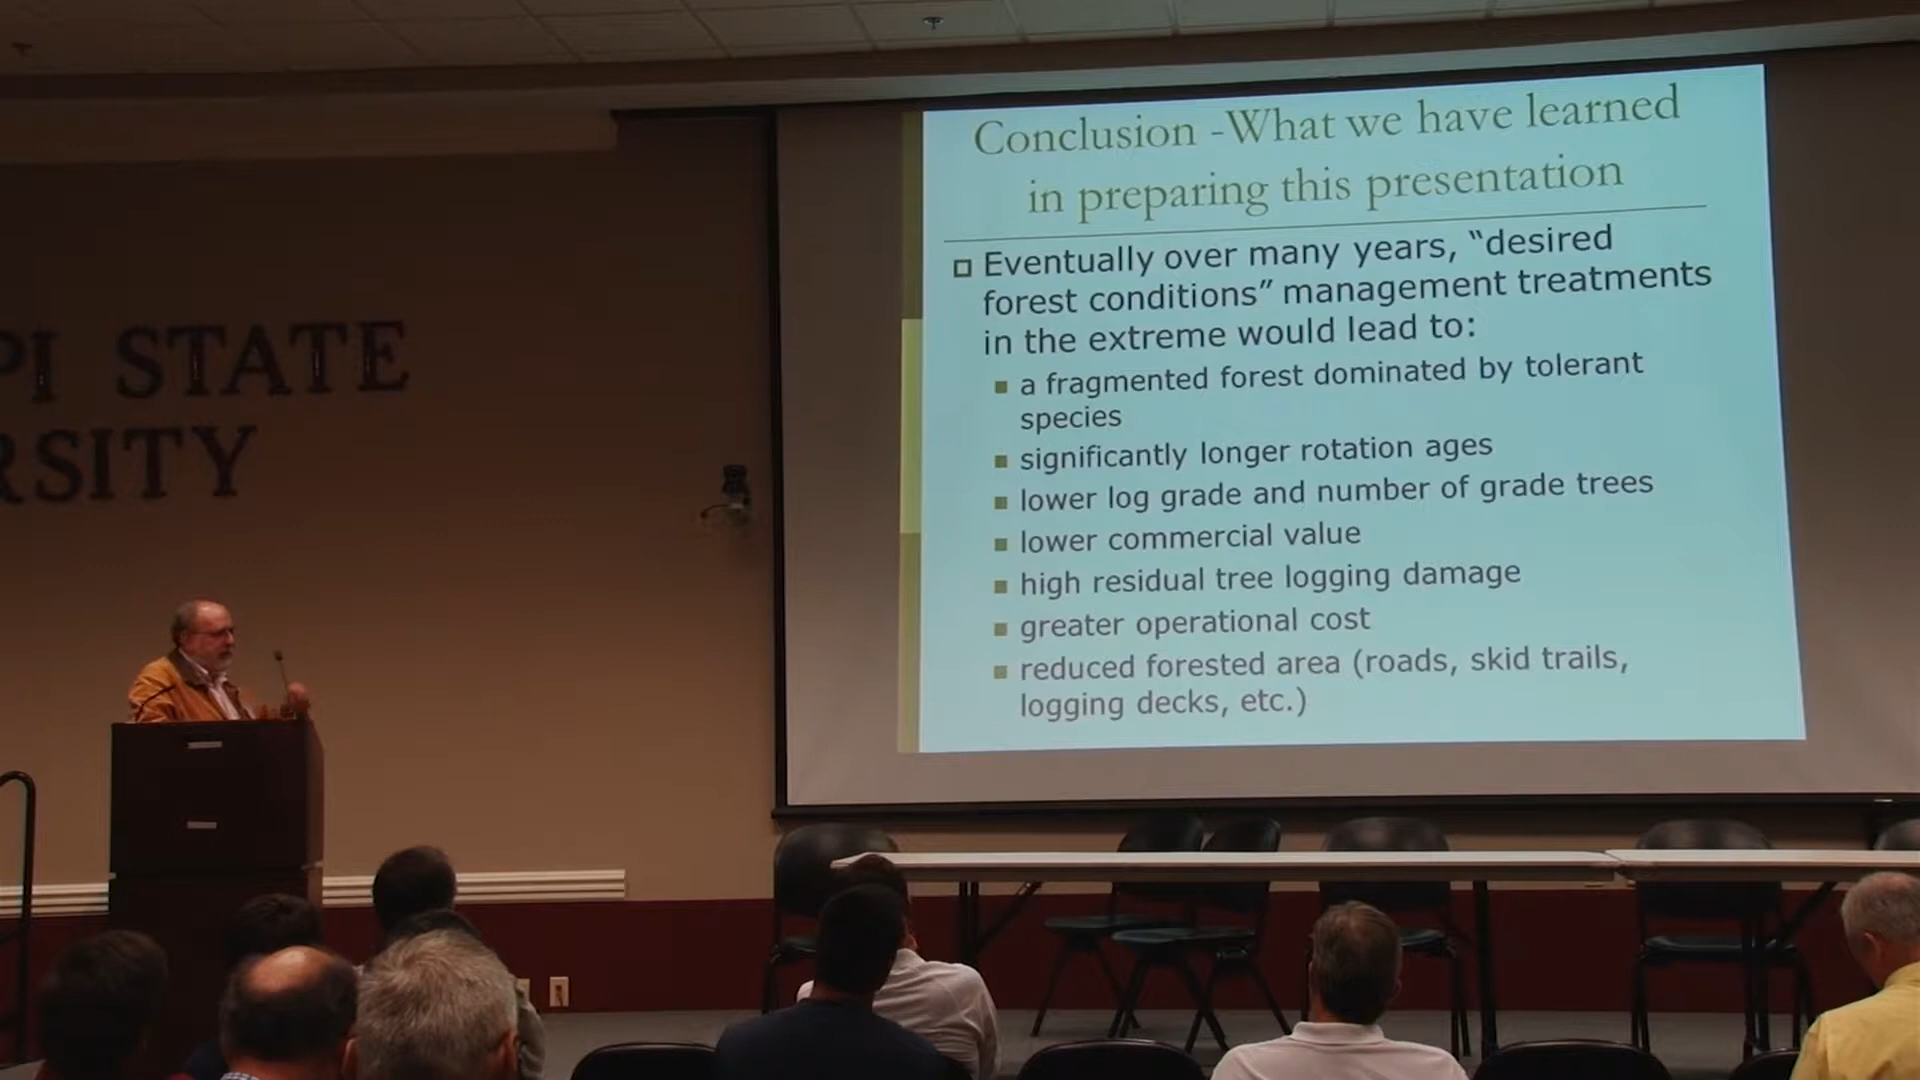 PI STATE
RSITY
Conclusion -What we have learned
in preparing this presentation
Eventually over many years, “desired
forest conditions” management treatments
in the extreme would lead to:
a fragmented forest dominated by tolerant
species
significantly longer rotation ages
lower log grade and number of grade trees
lower commercial value
high residual tree logging damage
greater operational cost
reduced forested area (roads, skid trails,
logging decks, etc.)